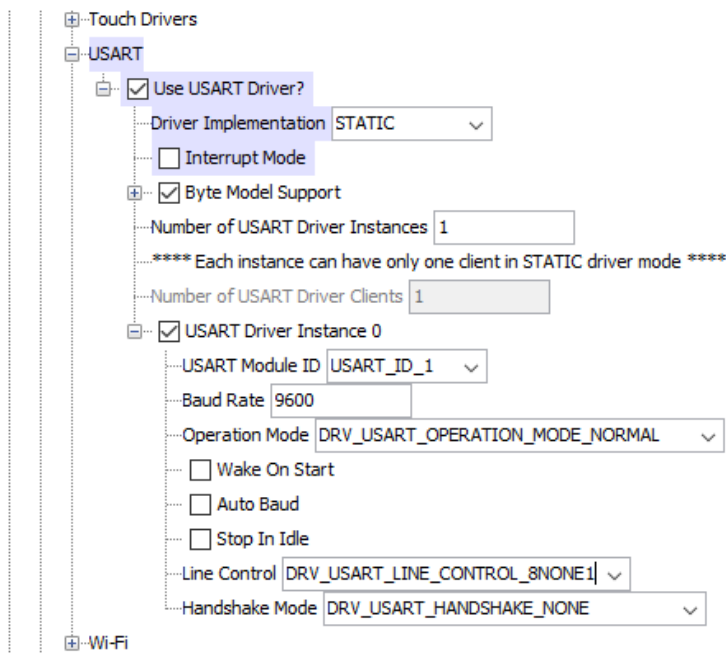 Touch Drivers
USART
Use USART Driver?
Driver Implementation STATIC
Interrupt Mode
Byte Model Support
Number of USART Driver Instances 1
**** Each instance can have only one client in STATIC driver mode ****
Number of USART Driver Clients 1
USART Driver Instance 0
USART Module ID USART_ID_1
Baud Rate 9600
Operation Mode DRV_USART_OPERATION_MODE_NORMAL
Wake On Start
Auto Baud
Stop In Idle
Line Control DRV_USART_LINE_CONTROL_8NONE1
Handshake Mode DRV_USART_HANDSHAKE_NONE
Wi-Fi